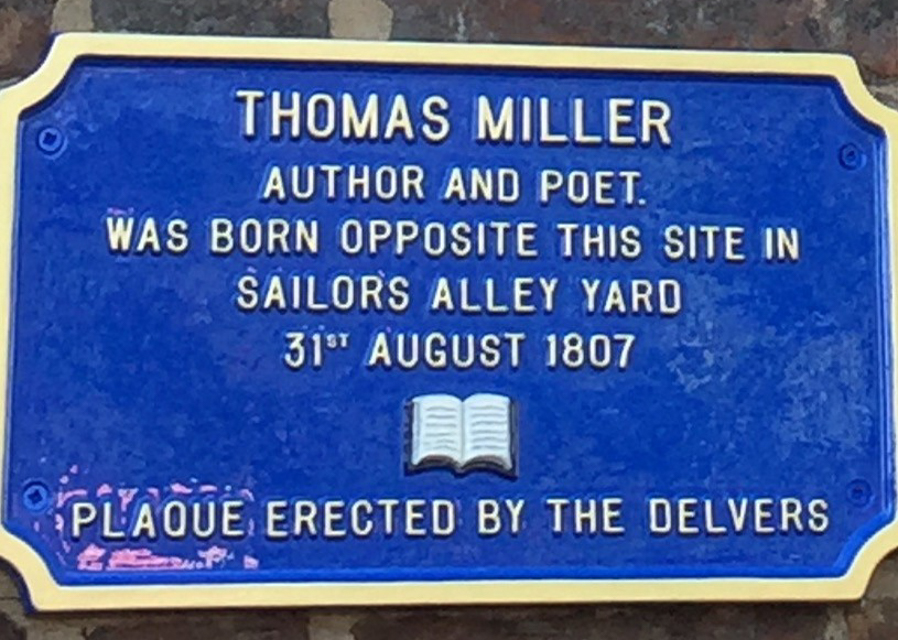 THOMAS MILLER
AUTHOR AND POET.
WAS BORN OPPOSITE THIS SITE IN
SAILOR'S ALLEY YARD
31ST AUGUST 1807
PLAQUE ERECTED BY THE DELVERS